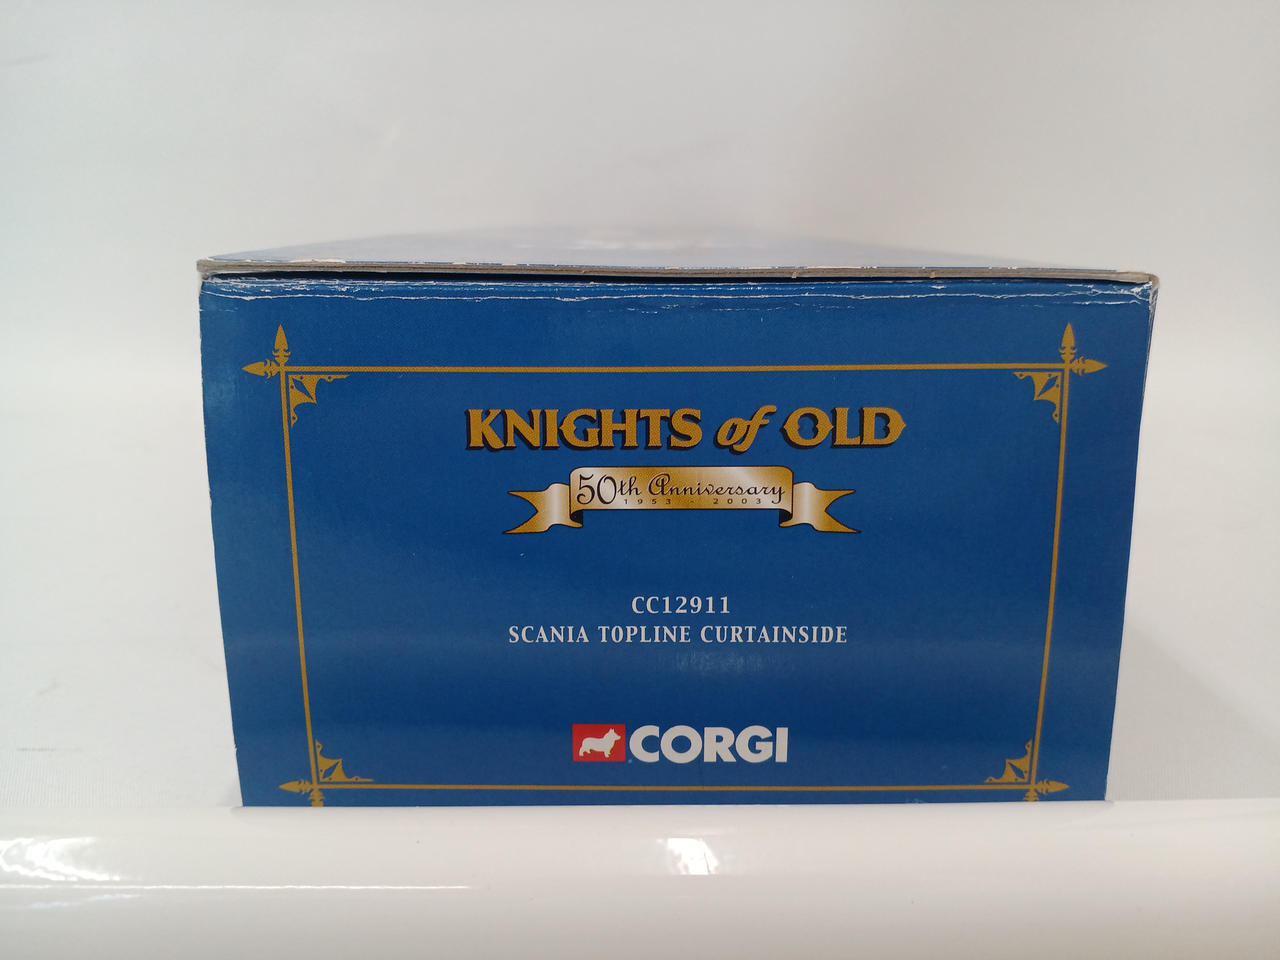 KNIGHTS of OLD
50th Anniversary
1953 - 2003
CC12911
SCANIA TOPLINE CURTAINSIDE
CORGI